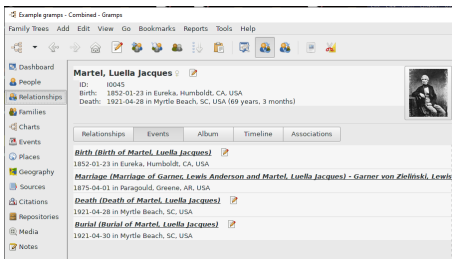 Example gramps - Combined - Gramps
Family Trees Add Edit View Go Bookmarks Reports Tools Help
Dashboard
People
Relationships
Families
Charts
Events
Places
Geography
Sources
Citations
Repositories
Media
Notes
Martel, Luella Jacques
ID: I0045
Birth: 1852-01-23 in Eureka, Humboldt, CA, USA
Death: 1921-04-28 in Myrtle Beach, SC, USA (69 years, 3 months)
Relationships Events Album Timeline Associations
Birth (Birth of Martel, Luella Jacques)
1852-01-23 in Eureka, Humboldt, CA, USA
Marriage (Marriage of Garner, Lewis Anderson and Martel, Luella Jacques) - Garner von Zieliński, Lewis
1875-04-01 in Paragould, Greene, AR, USA
Death (Death of Martel, Luella Jacques)
1921-04-28 in Myrtle Beach, SC, USA
Burial (Burial of Martel, Luella Jacques)
1921-04-30 in Myrtle Beach, SC, USA